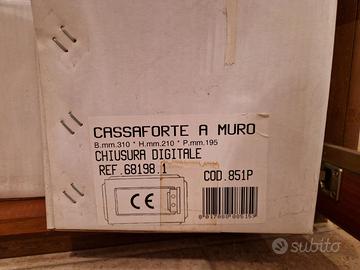 CASSAFORTE A MURO
B.mm.310 * H.mm.210 * P.mm.195
CHIUSURA DIGITALE
REF.68198.1
COD.851P
CE
subito